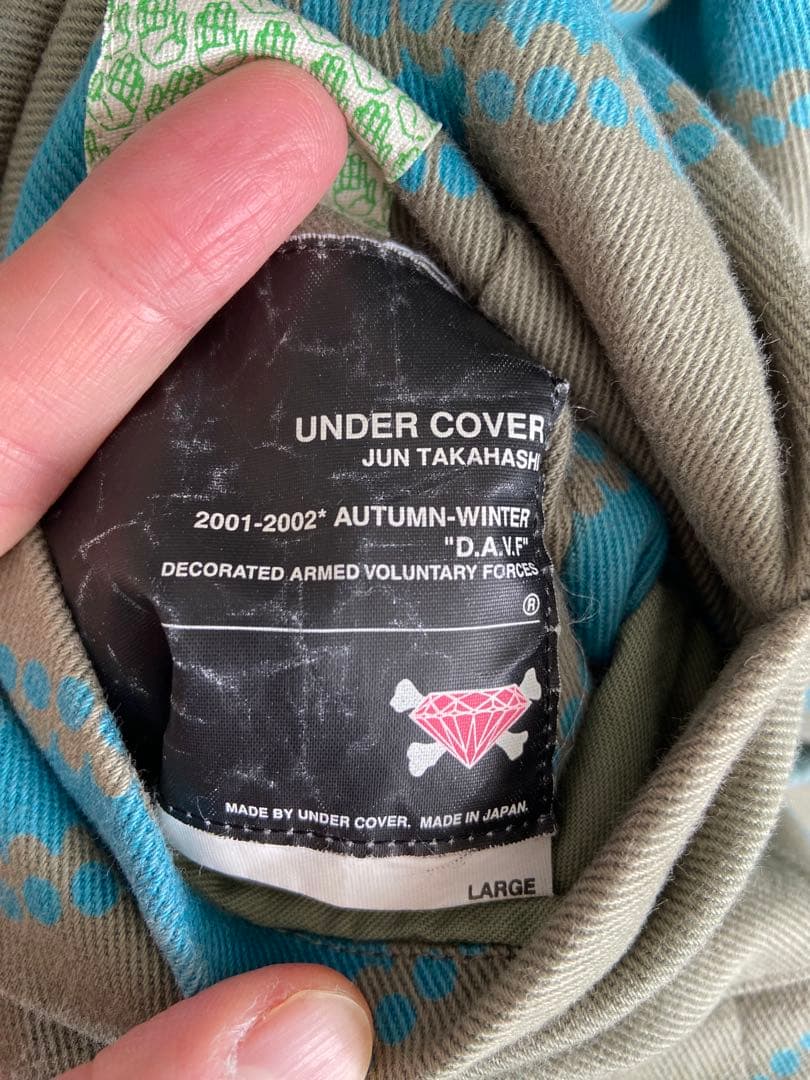 UNDER COVER
JUN TAKAHASHI
2001-2002* AUTUMN-WINTER
"D.A.V.F"
DECORATED ARMED VOLUNTARY FORCES
®
MADE BY UNDER COVER. MADE IN JAPAN.
LARGE